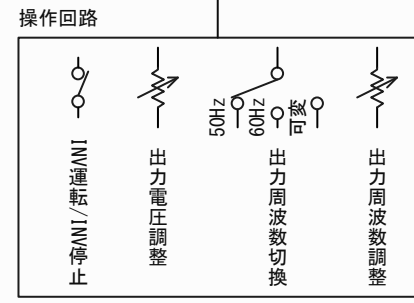 操作回路
50Hz
60Hz
可変
INV運転/INV停止
出力電圧調整
出力周波数切換
出力周波数調整